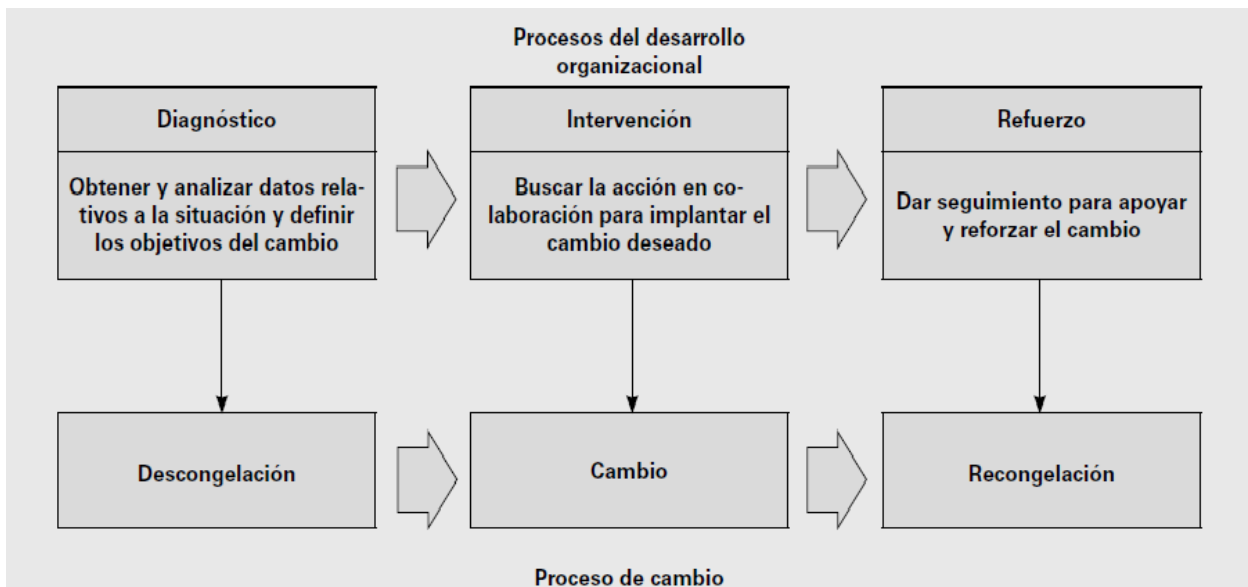 Procesos del desarrollo
organizacional
Diagnóstico
Obtener y analizar datos rela-
tivos a la situación y definir
los objetivos del cambio
Intervención
Buscar la acción en co-
laboración para implantar el
cambio deseado
Refuerzo
Dar seguimiento para apoyar
y reforzar el cambio
Descongelación
Cambio
Recongelación
Proceso de cambio